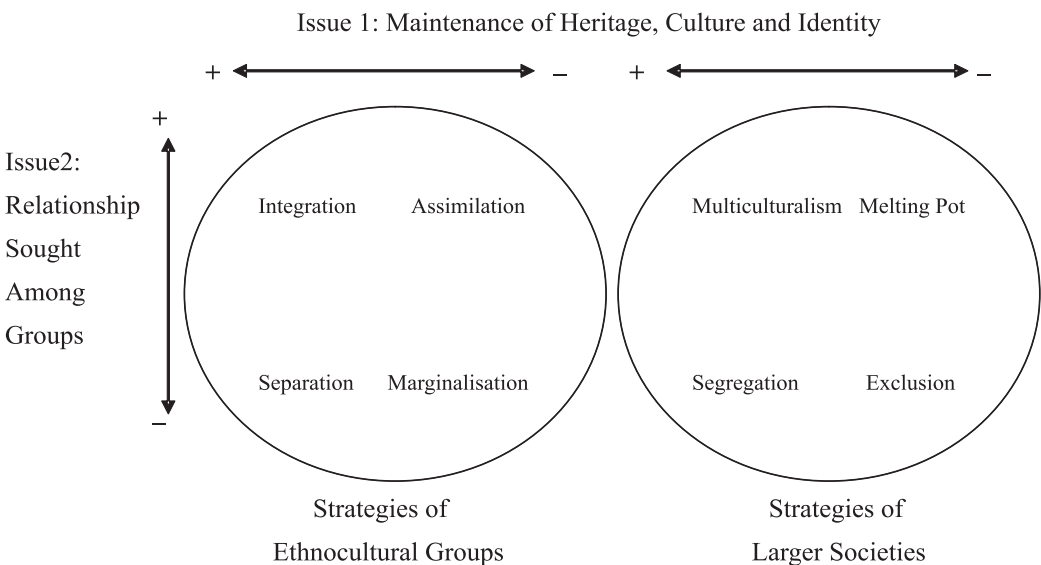 Issue 1: Maintenance of Heritage, Culture and Identity
+ – + –
+
Issue2:
Relationship
Sought
Among
Groups
–
Integration Assimilation
Separation Marginalisation
Strategies of
Ethnocultural Groups
Multiculturalism Melting Pot
Segregation Exclusion
Strategies of
Larger Societies